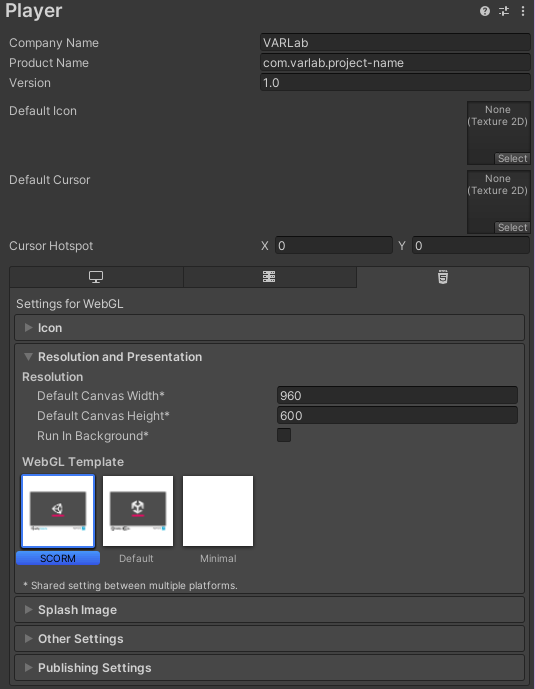 Player
Company Name VARLab
Product Name com.varlab.project-name
Version 1.0
Default Icon
None
(Texture 2D)
Select
Default Cursor
None
(Texture 2D)
Select
Cursor Hotspot X 0 Y 0
Settings for WebGL
Icon
Resolution and Presentation
Resolution
Default Canvas Width* 960
Default Canvas Height* 600
Run In Background*
WebGL Template
SCORM Default Minimal
* Shared setting between multiple platforms.
Splash Image
Other Settings
Publishing Settings